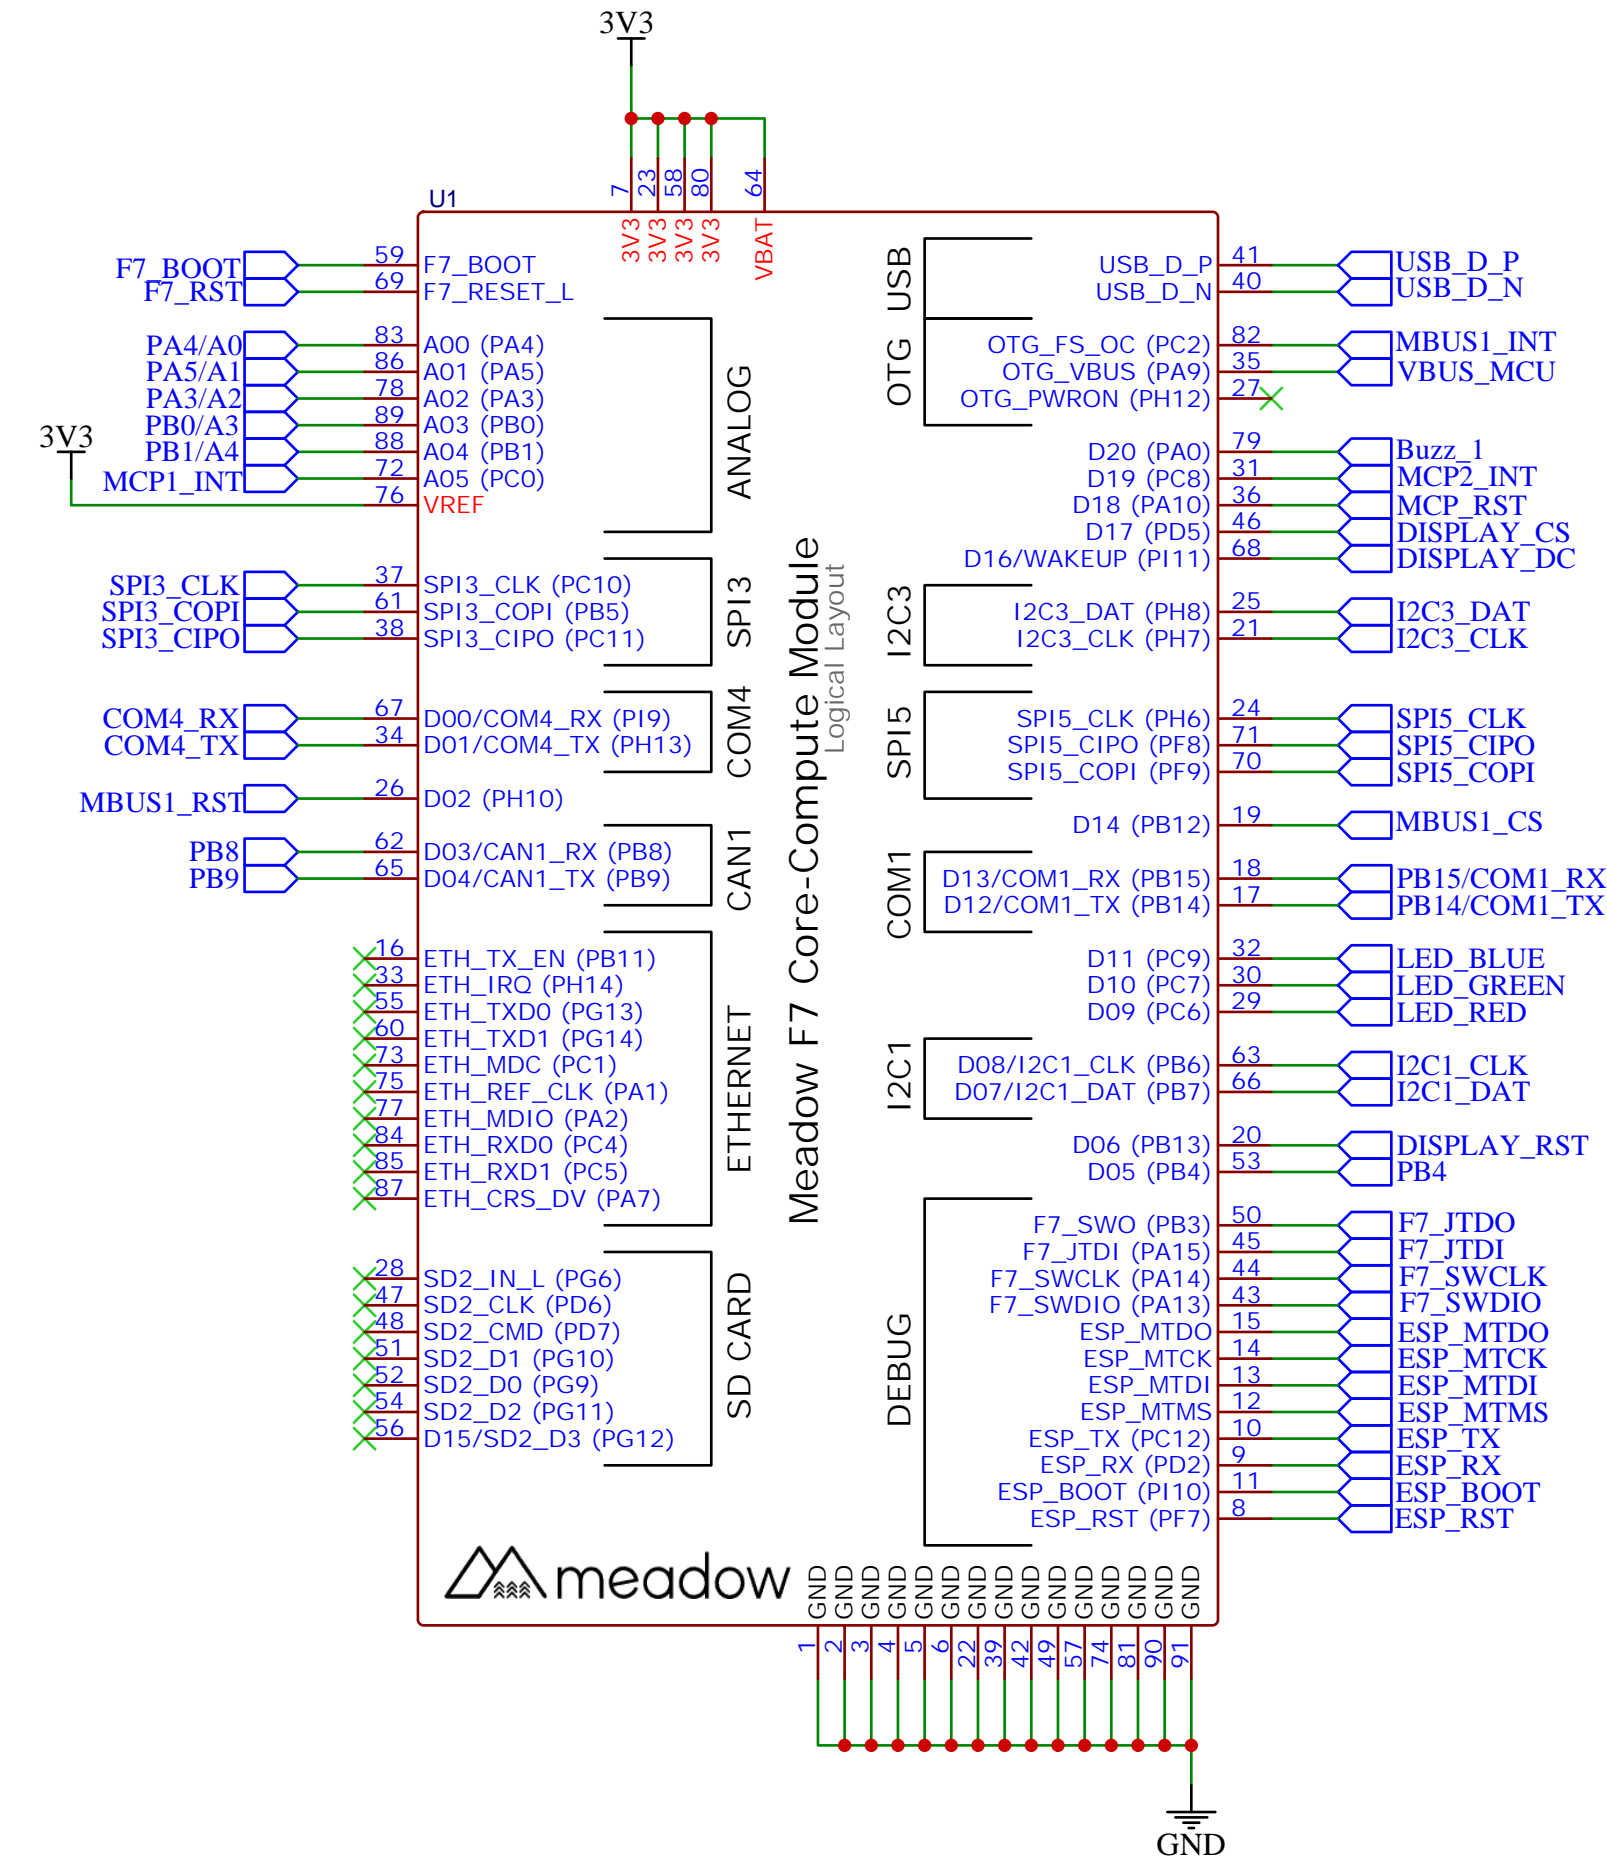 3V3
7 23 58 80 64
U1
3V3 3V3 3V3 3V3 VBAT
F7_BOOT 59 F7_BOOT
F7_RST 69 F7_RESET_L
PA4/A0 83 A00 (PA4)
PA5/A1 86 A01 (PA5)
PA3/A2 78 A02 (PA3)
PB0/A3 89 A03 (PB0)
PB1/A4 88 A04 (PB1)
MCP1_INT 72 A05 (PC0)
3V3 76 VREF
ANALOG
SPI3_CLK 37 SPI3_CLK (PC10)
SPI3_COPI 61 SPI3_COPI (PB5)
SPI3_CIPO 38 SPI3_CIPO (PC11)
SPI3
COM4_RX 67 D00/COM4_RX (PI9)
COM4_TX 34 D01/COM4_TX (PH13)
COM4
MBUS1_RST 26 D02 (PH10)
PB8 62 D03/CAN1_RX (PB8)
PB9 65 D04/CAN1_TX (PB9)
CAN1
16 ETH_TX_EN (PB11)
33 ETH_IRQ (PH14)
55 ETH_TXD0 (PG13)
60 ETH_TXD1 (PG14)
73 ETH_MDC (PC1)
75 ETH_REF_CLK (PA1)
77 ETH_MDIO (PA2)
84 ETH_RXD0 (PC4)
85 ETH_RXD1 (PC5)
87 ETH_CRS_DV (PA7)
ETHERNET
28 SD2_IN_L (PG6)
47 SD2_CLK (PD6)
48 SD2_CMD (PD7)
51 SD2_D1 (PG10)
52 SD2_D0 (PG9)
54 SD2_D2 (PG11)
56 D15/SD2_D3 (PG12)
SD CARD
Meadow F7 Core-Compute Module
Logical Layout
USB
USB_D_P 41 USB_D_P
USB_D_N 40 USB_D_N
OTG
OTG_FS_OC (PC2) 82 MBUS1_INT
OTG_VBUS (PA9) 35 VBUS_MCU
OTG_PWRON (PH12) 27
D20 (PA0) 79 Buzz_1
D19 (PC8) 31 MCP2_INT
D18 (PA10) 36 MCP_RST
D17 (PD5) 46 DISPLAY_CS
D16/WAKEUP (PI11) 68 DISPLAY_DC
I2C3
I2C3_DAT (PH8) 25 I2C3_DAT
I2C3_CLK (PH7) 21 I2C3_CLK
SPI5
SPI5_CLK (PH6) 24 SPI5_CLK
SPI5_CIPO (PF8) 71 SPI5_CIPO
SPI5_COPI (PF9) 70 SPI5_COPI
D14 (PB12) 19 MBUS1_CS
COM1
D13/COM1_RX (PB15) 18 PB15/COM1_RX
D12/COM1_TX (PB14) 17 PB14/COM1_TX
D11 (PC9) 32 LED_BLUE
D10 (PC7) 30 LED_GREEN
D09 (PC6) 29 LED_RED
I2C1
D08/I2C1_CLK (PB6) 63 I2C1_CLK
D07/I2C1_DAT (PB7) 66 I2C1_DAT
D06 (PB13) 20 DISPLAY_RST
D05 (PB4) 53 PB4
DEBUG
F7_SWO (PB3) 50 F7_JTDO
F7_JTDI (PA15) 45 F7_JTDI
F7_SWCLK (PA14) 44 F7_SWCLK
F7_SWDIO (PA13) 43 F7_SWDIO
ESP_MTDO 15 ESP_MTDO
ESP_MTCK 14 ESP_MTCK
ESP_MTDI 13 ESP_MTDI
ESP_MTMS 12 ESP_MTMS
ESP_TX (PC12) 10 ESP_TX
ESP_RX (PD2) 9 ESP_RX
ESP_BOOT (PI10) 11 ESP_BOOT
ESP_RST (PF7) 8 ESP_RST
meadow
GND GND GND GND GND GND GND GND GND GND GND GND GND GND GND
1 2 3 4 5 6 22 39 42 49 57 74 81 90 91
GND